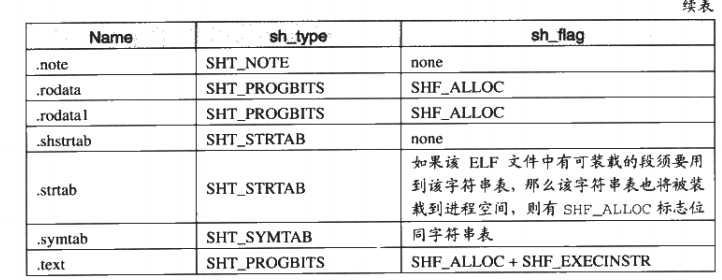 续表
Name sh_type sh_flag
.note SHT_NOTE none
.rodata SHT_PROGBITS SHF_ALLOC
.rodata1 SHT_PROGBITS SHF_ALLOC
.shstrtab SHT_STRTAB none
.strtab SHT_STRTAB 如果该 ELF 文件中有可装载的段须要用
到该字符串表，那么该字符串表也将被装
载到进程空间，则有 SHF_ALLOC 标志位
.symtab SHT_SYMTAB 同字符串表
.text SHT_PROGBITS SHF_ALLOC + SHF_EXECINSTR